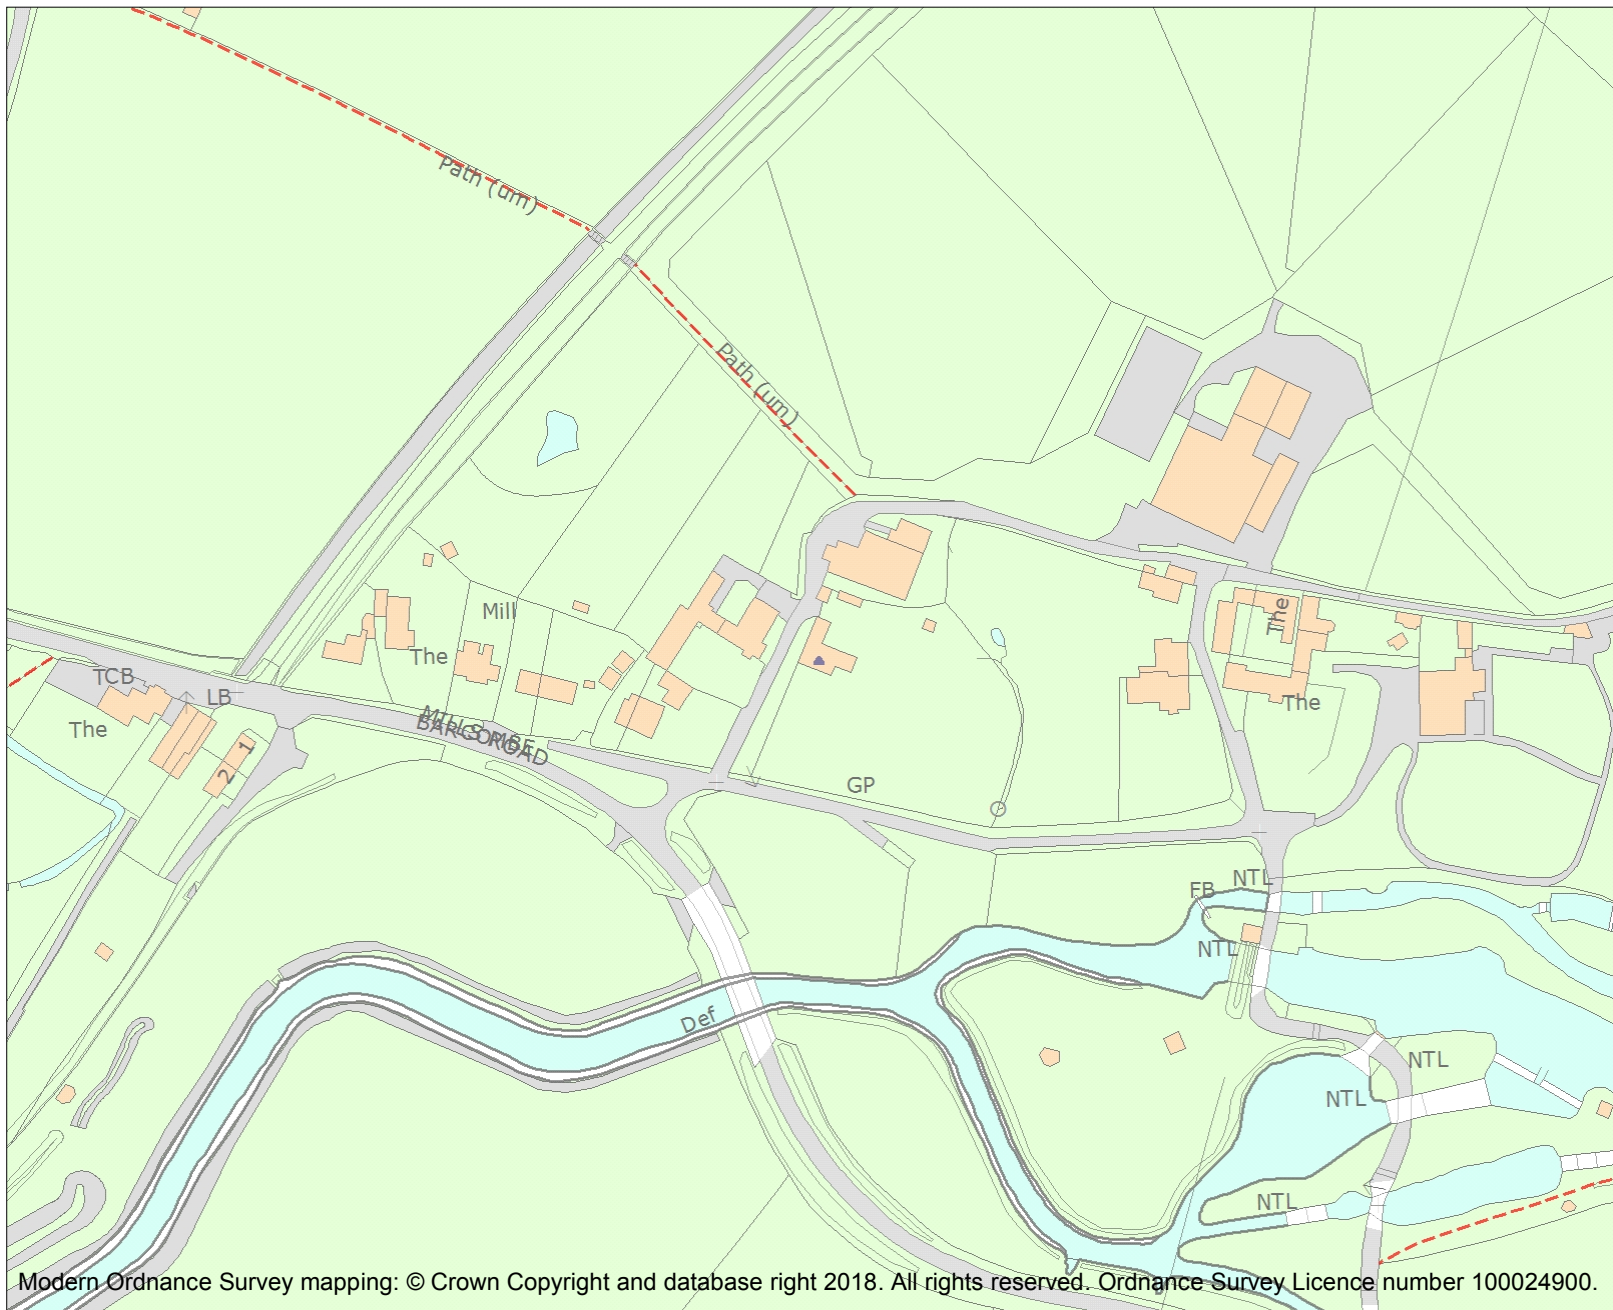 Path (um)
Path (um)
Mill
The
The
TCB
LB
The
The
MILLS
BARCOMBE
ROAD
1
2
GP
FB
NTL
NTL
Def
NTL
NTL
NTL
Modern Ordnance Survey mapping: © Crown Copyright and database right 2018. All rights reserved. Ordnance Survey Licence number 100024900.